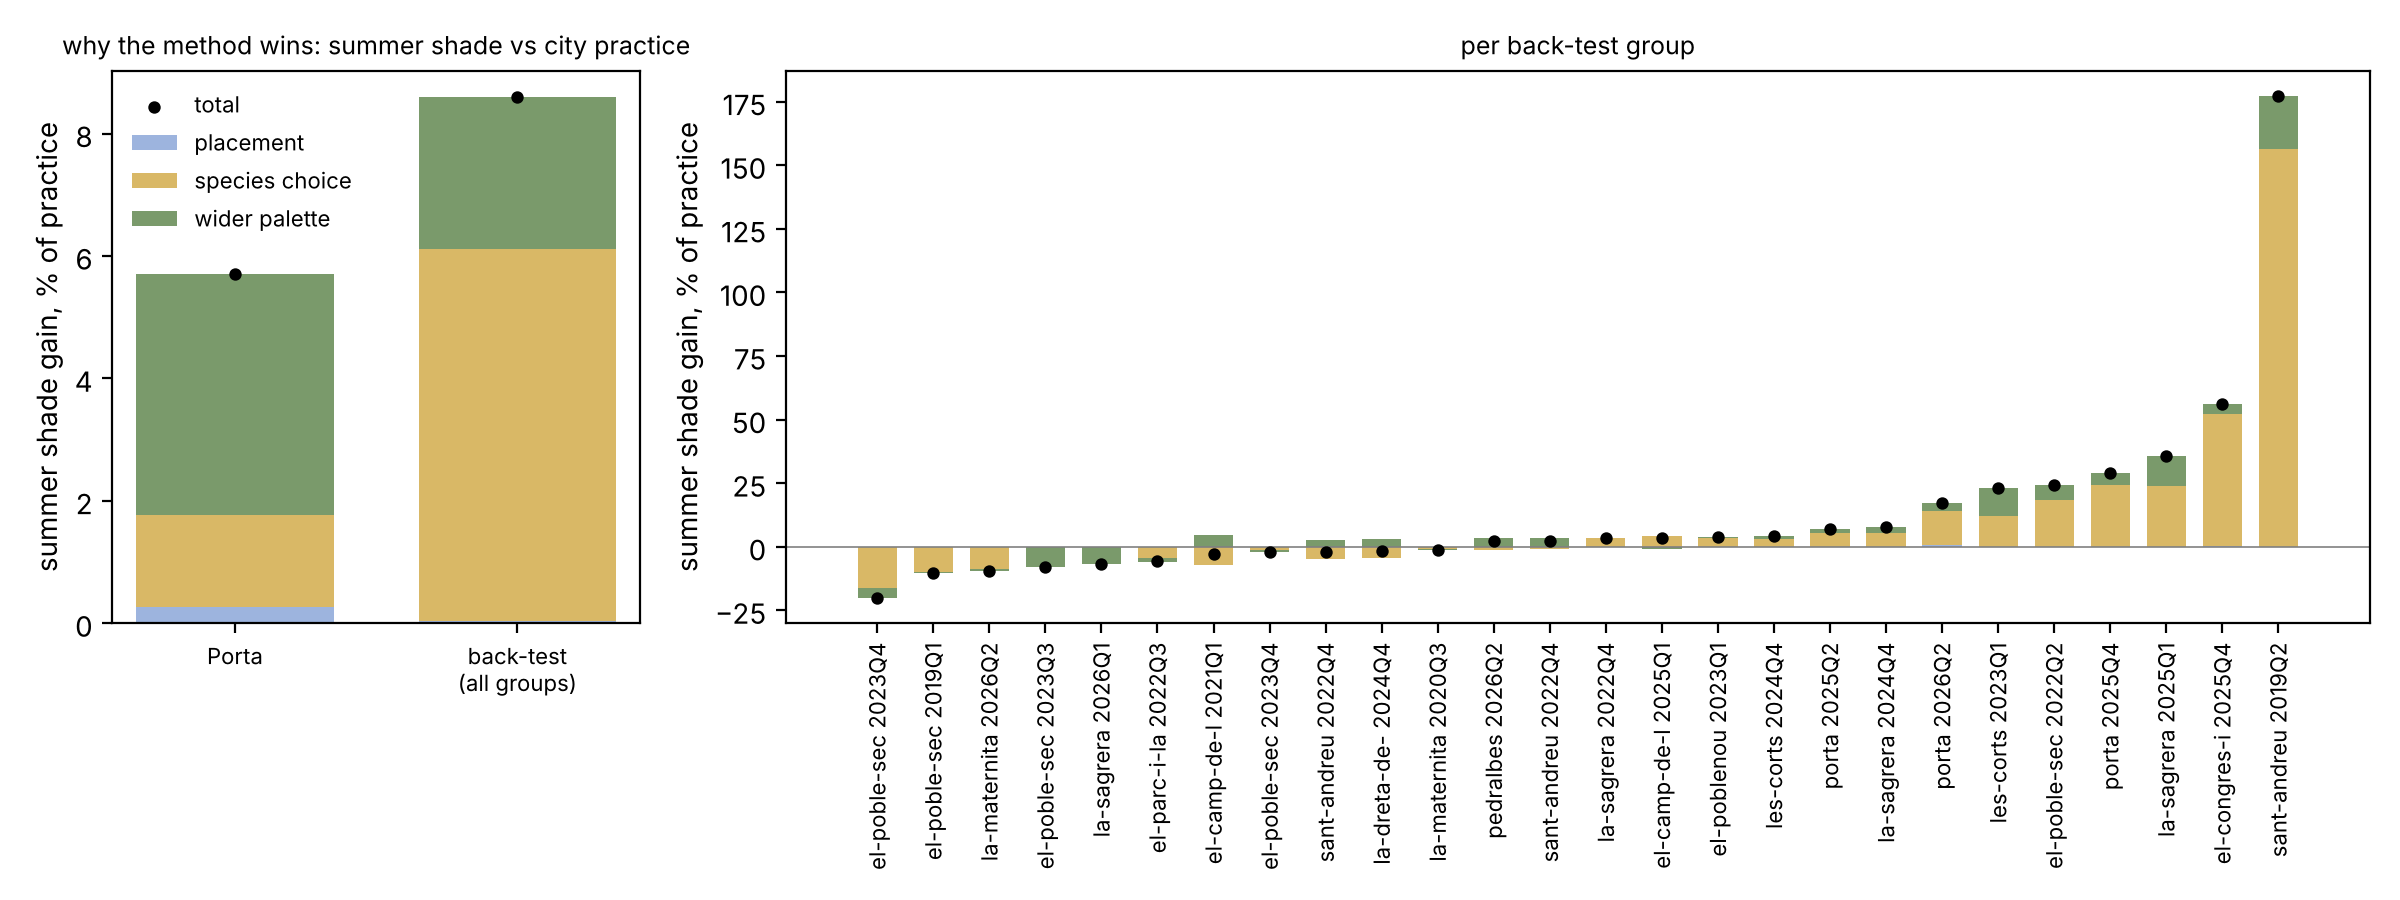 why the method wins: summer shade vs city practice
summer shade gain, % of practice
8
6
4
2
0
total
placement
species choice
wider palette
Porta
back-test
(all groups)
per back-test group
summer shade gain, % of practice
175
150
125
100
75
50
25
0
−25
el-poble-sec 2023Q4
el-poble-sec 2019Q1
la-maternita 2026Q2
el-poble-sec 2023Q3
la-sagrera 2026Q1
el-parc-i-la 2022Q3
el-camp-de-l 2021Q1
el-poble-sec 2023Q4
sant-andreu 2022Q4
la-dreta-de- 2024Q4
la-maternita 2020Q3
pedralbes 2026Q2
sant-andreu 2022Q4
la-sagrera 2022Q4
el-camp-de-l 2025Q1
el-poblenou 2023Q1
les-corts 2024Q4
porta 2025Q2
la-sagrera 2024Q4
porta 2026Q2
les-corts 2023Q1
el-poble-sec 2022Q2
porta 2025Q4
la-sagrera 2025Q1
el-congres-i 2025Q4
sant-andreu 2019Q2